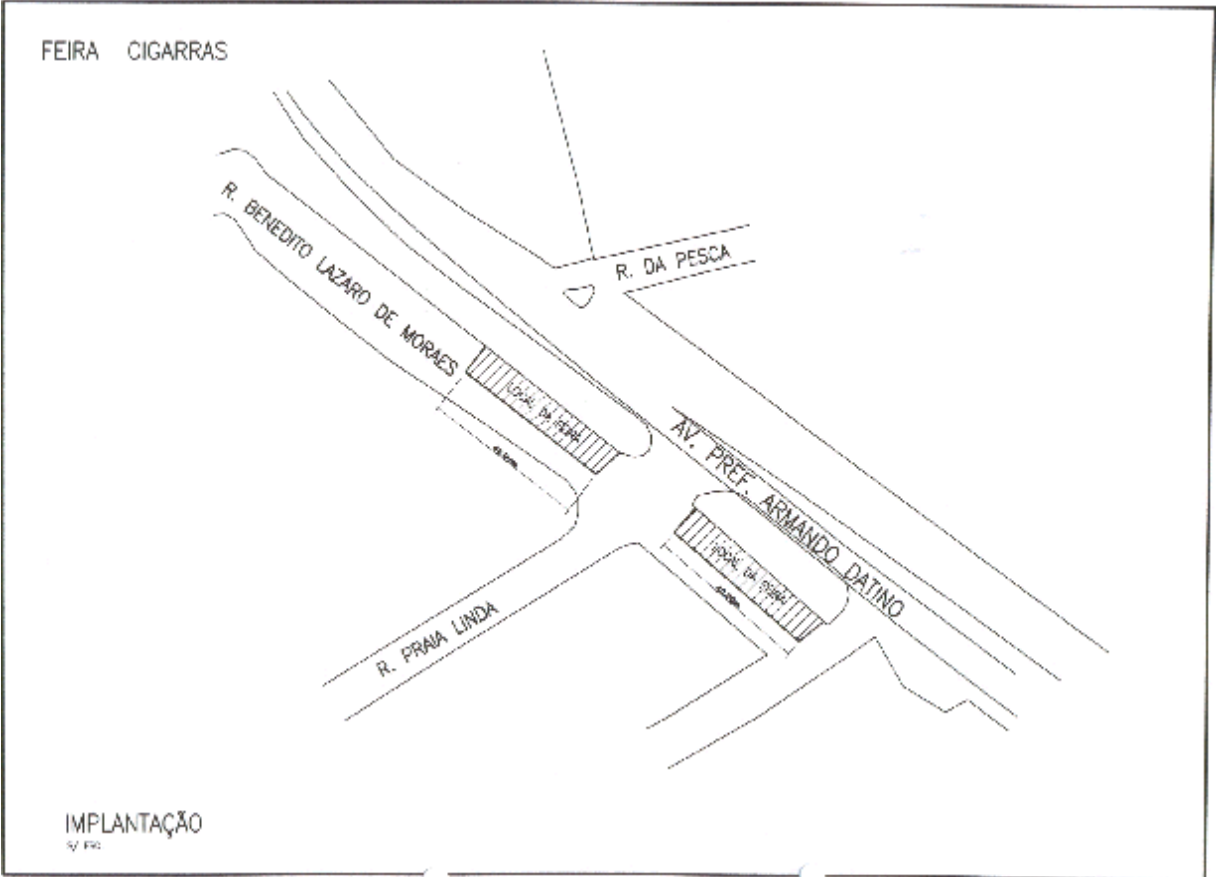 FEIRA CIGARRAS
R. BENEDITO LAZARO DE MORAES
R. DA PESCA
LOCAL DA FEIRA
AV. PREF. ARMANDO DATINO
LOCAL DA FEIRA
R. PRAIA LINDA
IMPLANTAÇÃO
S/ ESC